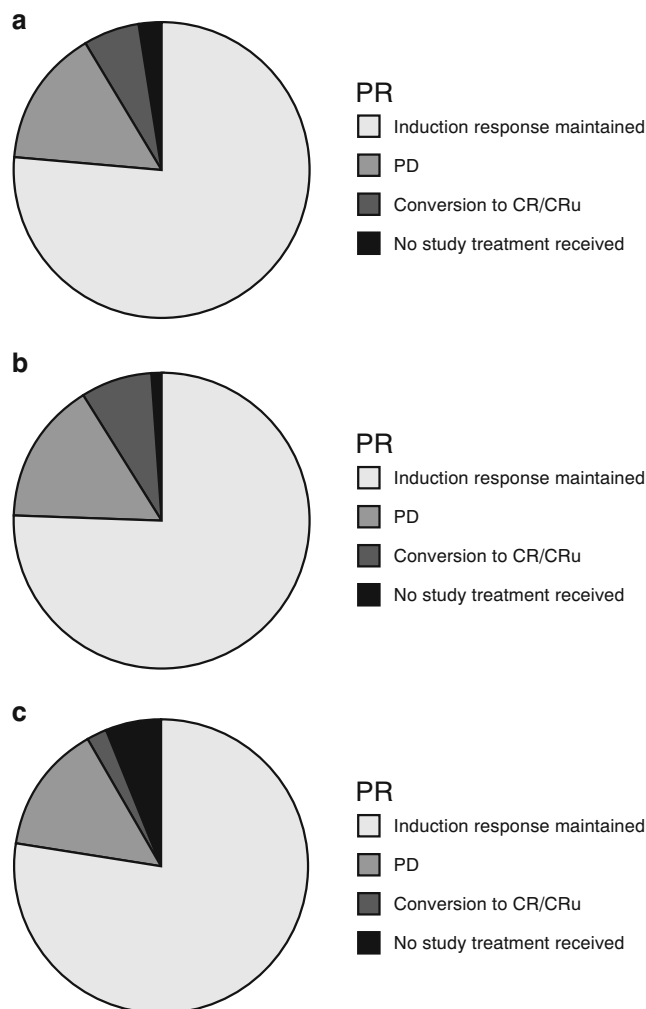 a
PR
Induction response maintained
PD
Conversion to CR/CRu
No study treatment received
b
PR
Induction response maintained
PD
Conversion to CR/CRu
No study treatment received
c
PR
Induction response maintained
PD
Conversion to CR/CRu
No study treatment received